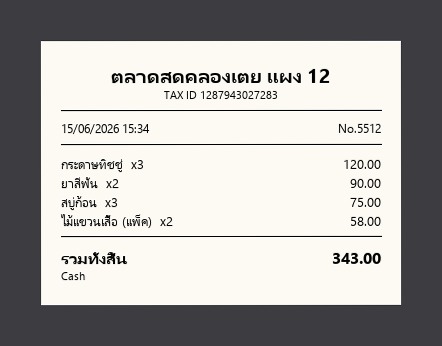 ตลาดสดคลองเตย แผง 12
TAX ID 1287943027283
15/06/2026 15:34 No.5512
กระดาษทิชชู่ x3 120.00
ยาสีฟัน x2 90.00
สบู่ก้อน x3 75.00
ไม้แขวนเสื้อ (แพ็ค) x2 58.00
รวมทั้งสิ้น 343.00
Cash